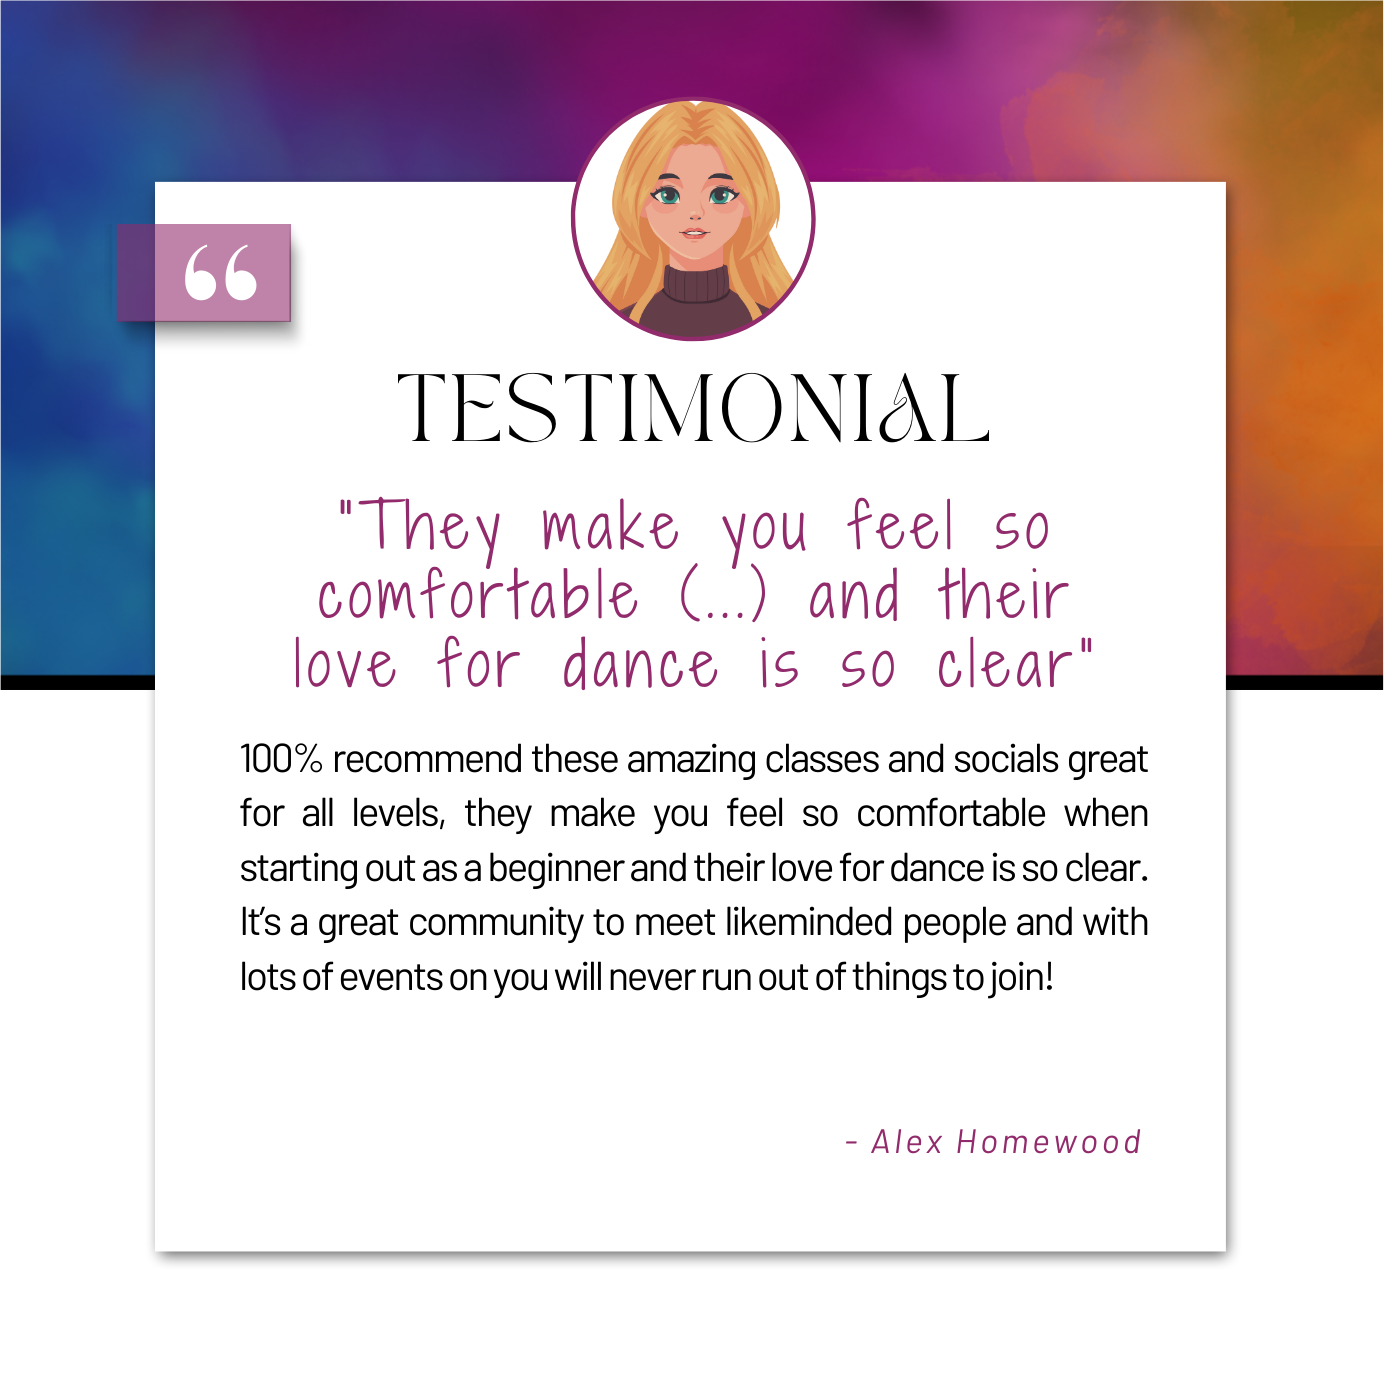 “
TESTIMONIAL
"They make you feel so
comfortable (...) and their
love for dance is so clear"
100% recommend these amazing classes and socials great
for all levels, they make you feel so comfortable when
starting out as a beginner and their love for dance is so clear.
It’s a great community to meet likeminded people and with
lots of events on you will never run out of things to join!
- Alex Homewood